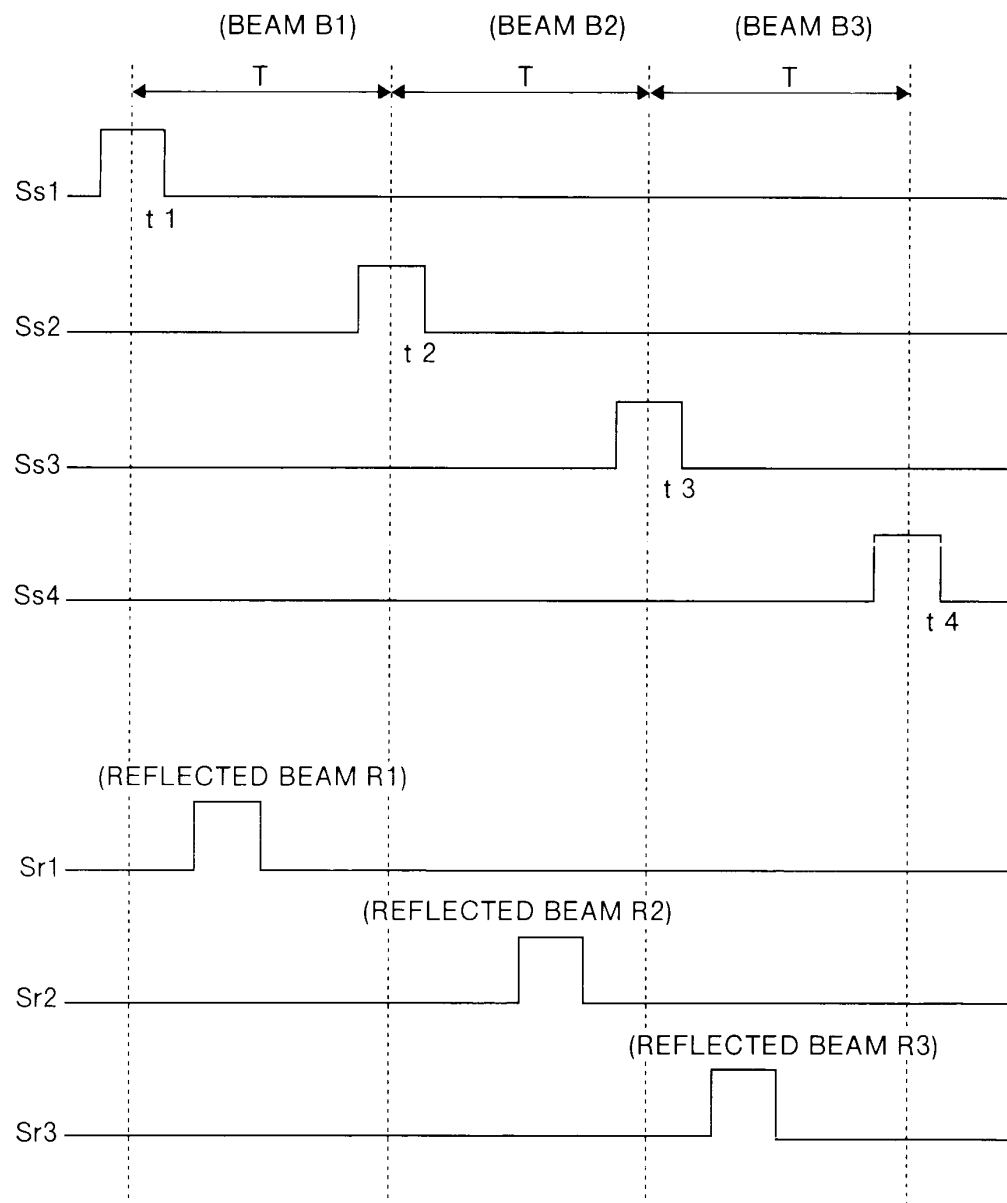 (BEAM B1) (BEAM B2) (BEAM B3)
T T T
Ss1
t 1
Ss2
t 2
Ss3
t 3
Ss4
t 4
(REFLECTED BEAM R1)
Sr1
(REFLECTED BEAM R2)
Sr2
(REFLECTED BEAM R3)
Sr3